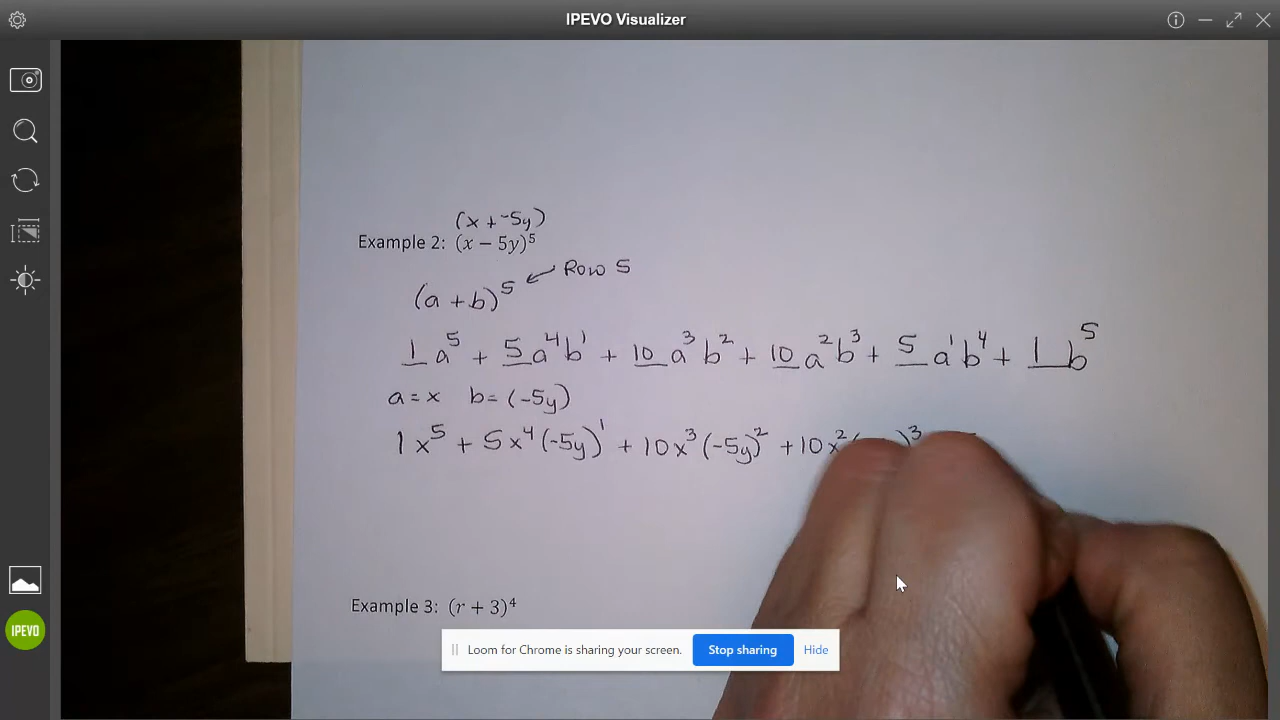 IPEVO Visualizer
(x + -5y)
Example 2: (x − 5y)⁵
(a + b)⁵ ← Row 5
1 a⁵ + 5 a⁴b¹ + 10 a³b² + 10 a²b³ + 5 a¹b⁴ + 1 b⁵
a = x b = (-5y)
1x⁵ + 5x⁴(-5y)¹ + 10x³(-5y)² + 10x²( )³
Example 3: (r + 3)⁴
IPEVO
Loom for Chrome is sharing your screen. Stop sharing Hide